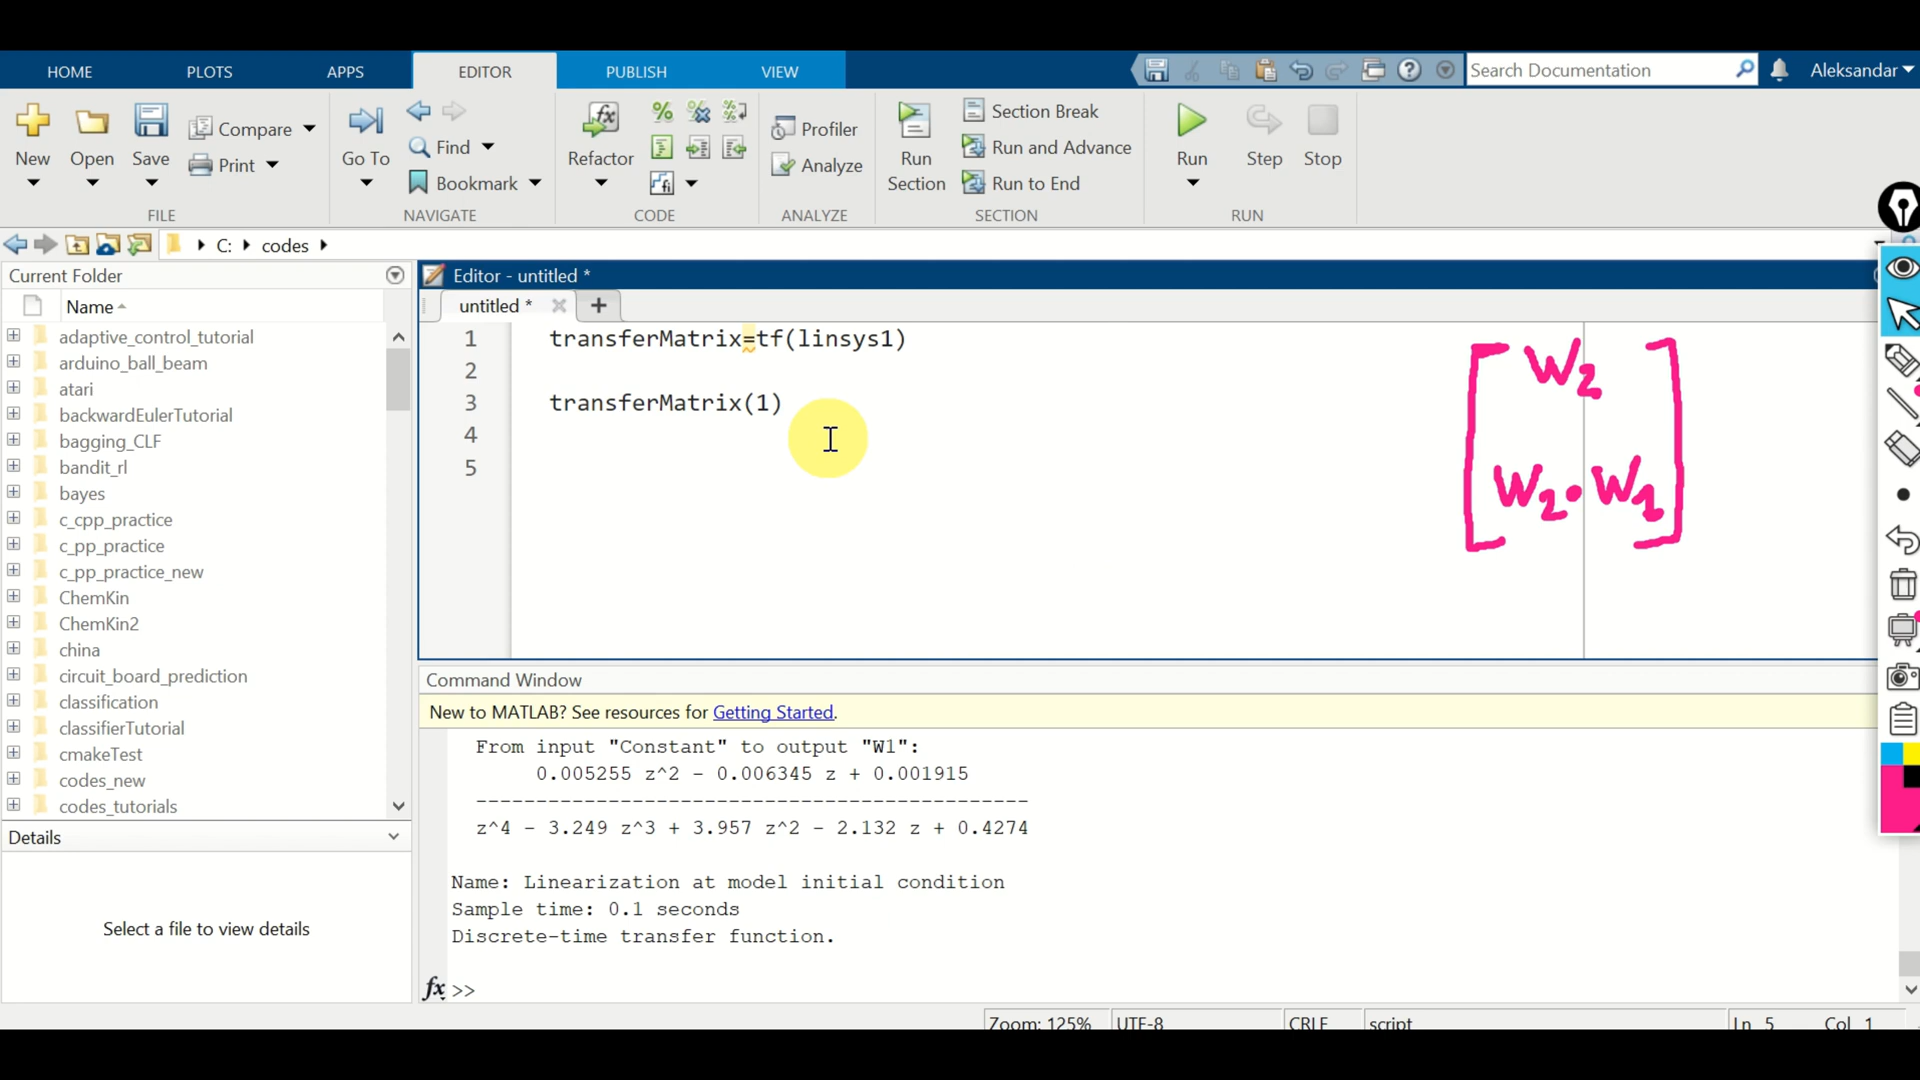 HOME PLOTS APPS EDITOR PUBLISH VIEW Search Documentation Aleksandar
New Open Save Compare Print Go To Find Bookmark Refactor Profiler Analyze Run Section Section Break Run and Advance Run to End Run Step Stop
FILE NAVIGATE CODE ANALYZE SECTION RUN
C: codes
Current Folder
Name
adaptive_control_tutorial
arduino_ball_beam
atari
backwardEulerTutorial
bagging_CLF
bandit_rl
bayes
c_cpp_practice
c_pp_practice
c_pp_practice_new
ChemKin
ChemKin2
china
circuit_board_prediction
classification
classifierTutorial
cmakeTest
codes_new
codes_tutorials
Details
Select a file to view details
Editor - untitled *
untitled *
1 transferMatrix=tf(linsys1)
2
3 transferMatrix(1)
4
5
[ W2
W2 . W1 ]
Command Window
New to MATLAB? See resources for Getting Started.
From input "Constant" to output "W1":
0.005255 z^2 - 0.006345 z + 0.001915
----------------------------------------------
z^4 - 3.249 z^3 + 3.957 z^2 - 2.132 z + 0.4274
Name: Linearization at model initial condition
Sample time: 0.1 seconds
Discrete-time transfer function.
fx >>
Zoom: 125% UTF-8 CRLF script Ln 5 Col 1